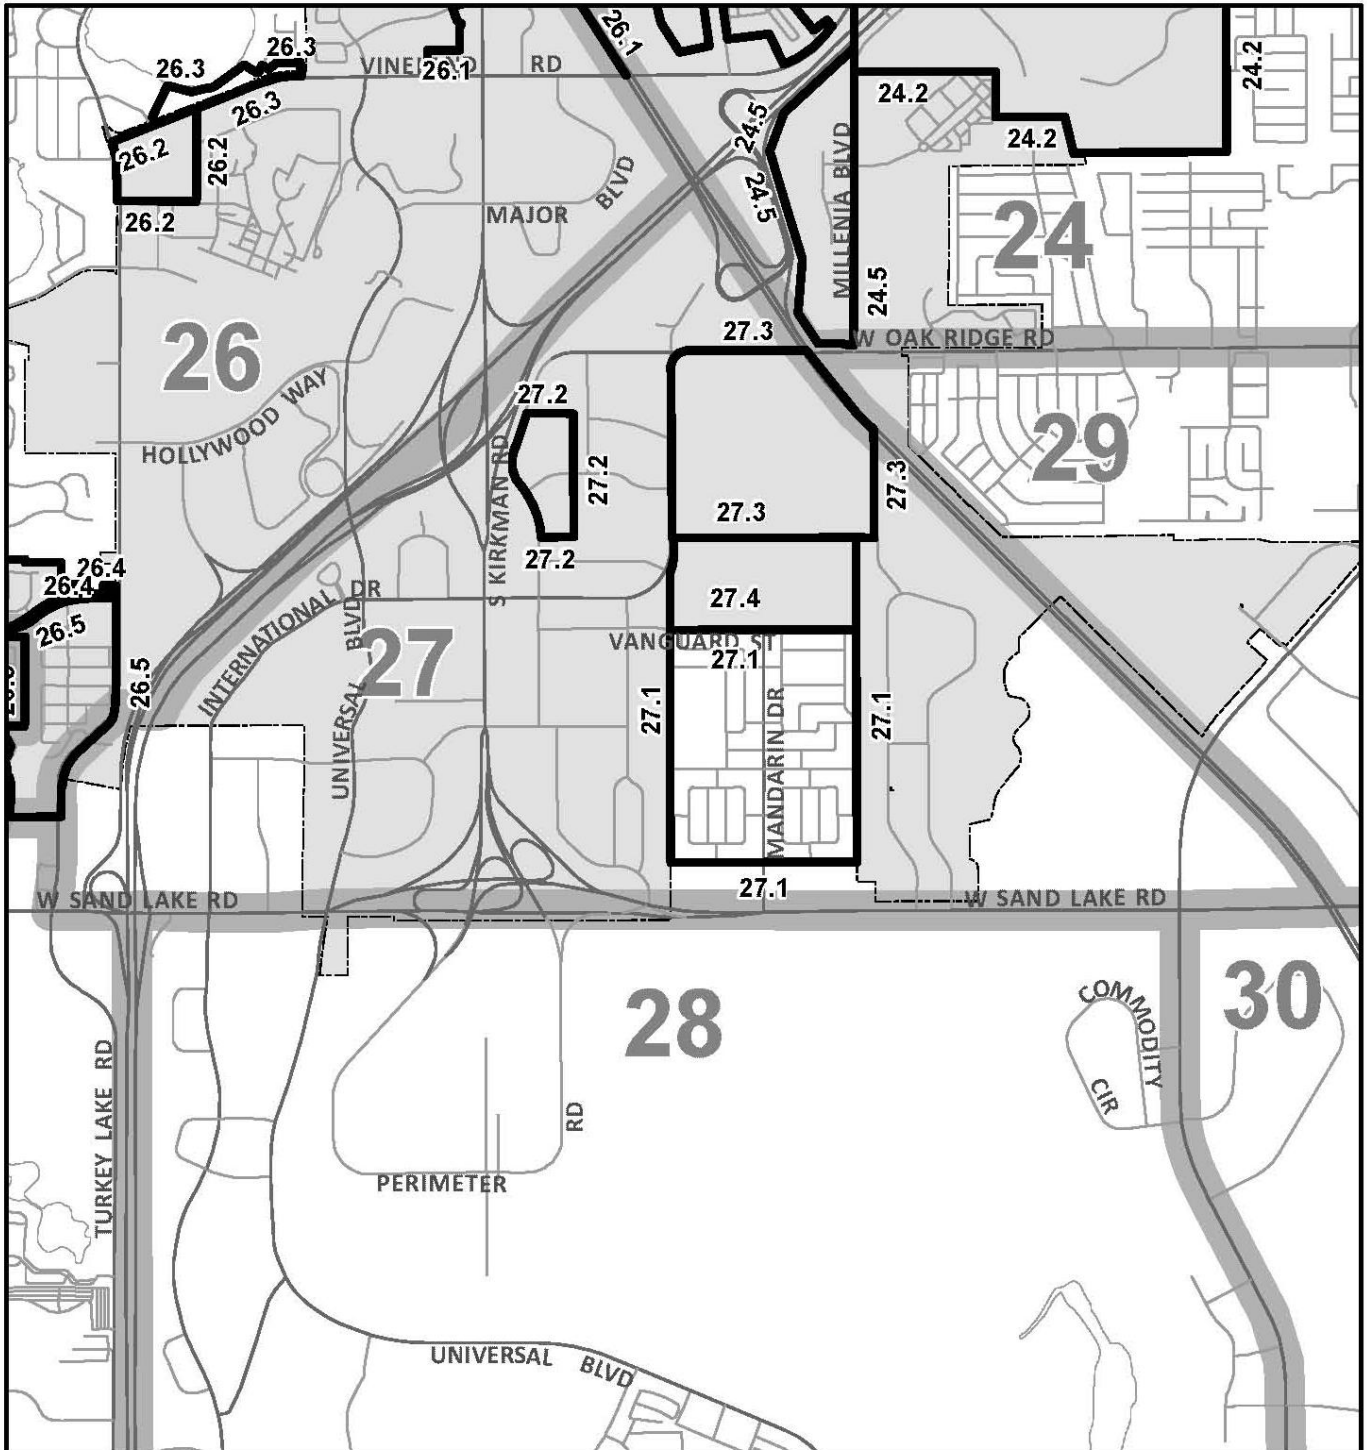 26.1
26.3
26.3
26.1
VINELAND RD
24.2
24.2
26.3
24.5
24.2
26.2
26.2
MILLENIA BLVD
24.5
26.2
MAJOR BLVD
24
24.5
27.3
W OAK RIDGE RD
26
27.2
HOLLYWOOD WAY
29
27.2
27.3
27.3
S KIRKMAN RD
27.2
26.4
26.4
27.4
INTERNATIONAL DR
26.5
VANGUARD ST
27
27.1
26.5
27.1
27.1
UNIVERSAL BLVD
MANDARIN DR
27.1
W SAND LAKE RD
W SAND LAKE RD
28
30
COMMODITY
CIR
TURKEY LAKE RD
RD
PERIMETER
UNIVERSAL BLVD